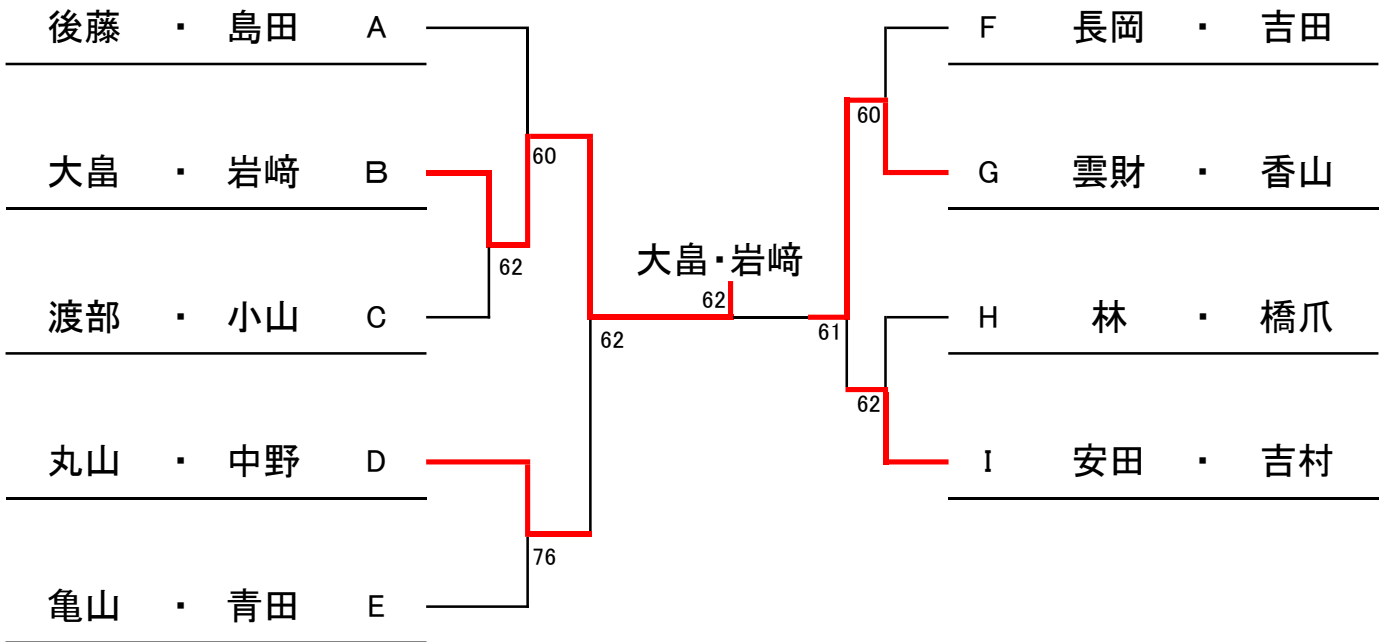 後藤 ・ 島田 A
大畠 ・ 岩﨑 B
渡部 ・ 小山 C
丸山 ・ 中野 D
亀山 ・ 青田 E
60
62
62
76
大畠・岩﨑
62
61
60
62
F 長岡 ・ 吉田
G 雲財 ・ 香山
H 林 ・ 橋爪
I 安田 ・ 吉村